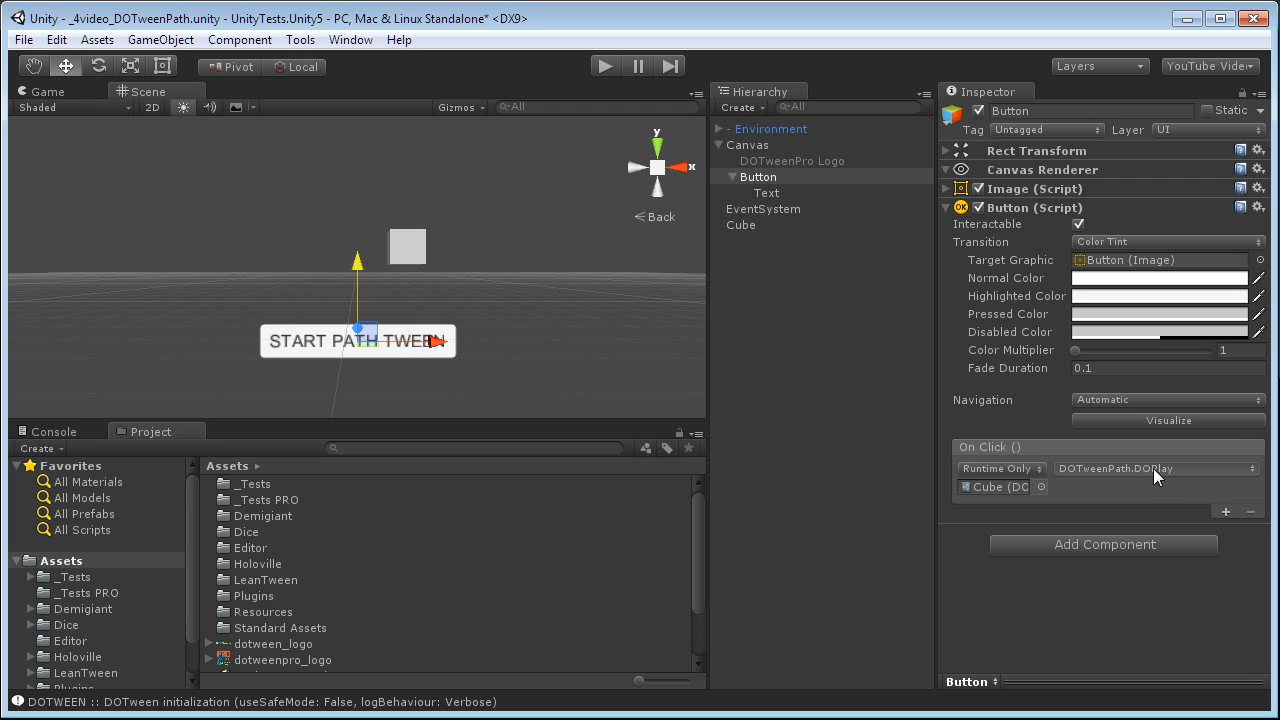 Unity - _4video_DOTweenPath.unity - UnityTests.Unity5 - PC, Mac & Linux Standalone* <DX9>
File Edit Assets GameObject Component Tools Window Help
Pivot Local Layers
Game Scene
Shaded 2D Gizmos All
y
x
Back
START PATH TWEEN
Console Project
Create
Favorites
All Materials
All Models
All Prefabs
All Scripts
Assets
_Tests
_Tests PRO
Demigiant
Dice
Editor
Holoville
LeanTween
Assets
_Tests
_Tests PRO
Demigiant
Dice
Editor
Holoville
LeanTween
Plugins
Resources
Standard Assets
dotween_logo
dotweenpro_logo
Hierarchy
Create All
- Environment
Canvas
DOTweenPro Logo
Button
Text
EventSystem
Cube
YouTube
Inspector
Button Static
Tag Untagged Layer UI
Rect Transform
Canvas Renderer
Image (Script)
OK Button (Script)
Interactable
Transition Color Tint
Target Graphic Button (Image)
Normal Color
Highlighted Color
Pressed Color
Disabled Color
Color Multiplier 1
Fade Duration 0.1
Navigation Automatic
Visualize
On Click ()
Runtime Only DOTweenPath.DOPlay
Cube (DO
Add Component
Button
DOTWEEN :: DOTween initialization (useSafeMode: False, logBehaviour: Verbose)